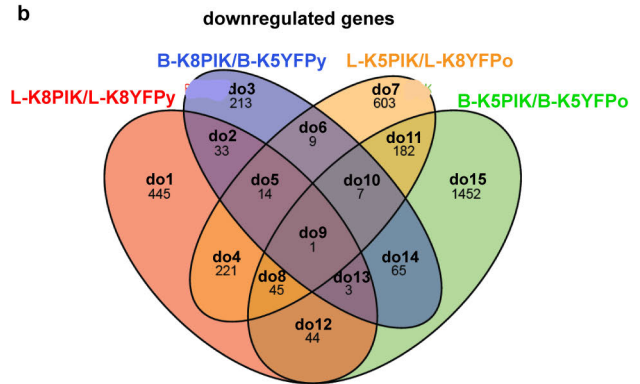 b
downregulated genes
B-K8PIK/B-K5YFPy
L-K5PIK/L-K8YFPo
L-K8PIK/L-K8YFPy
B-K5PIK/B-K5YFPo
do3
213
do7
603
do2
33
do6
9
do11
182
do1
445
do5
14
do10
7
do15
1452
do9
1
do4
221
do8
45
do13
3
do14
65
do12
44